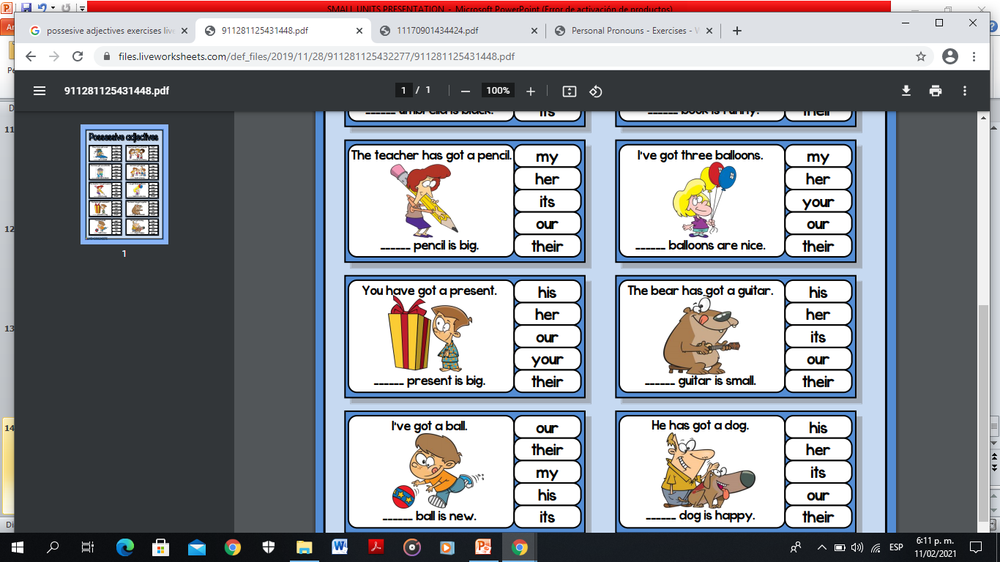 SMALL UNITS PRESENTATION - Microsoft PowerPoint (Error de activación de productos)
possesive adjectives exercises live
911281125431448.pdf
11170901434424.pdf
Personal Pronouns - Exercises - W
files.liveworksheets.com/def_files/2019/11/28/911281125432277/911281125431448.pdf
911281125431448.pdf
1 / 1
100%
Possessive adjectives
1
11
12
13
14
______ umbrella is black.
its
______ book is funny.
their
The teacher has got a pencil.
______ pencil is big.
my
her
its
our
their
I've got three balloons.
______ balloons are nice.
my
her
your
our
their
You have got a present.
______ present is big.
his
her
our
your
their
The bear has got a guitar.
______ guitar is small.
his
her
its
our
their
I've got a ball.
______ ball is new.
our
their
my
his
its
He has got a dog.
______ dog is happy.
his
her
its
our
their
ESP
6:11 p. m.
11/02/2021